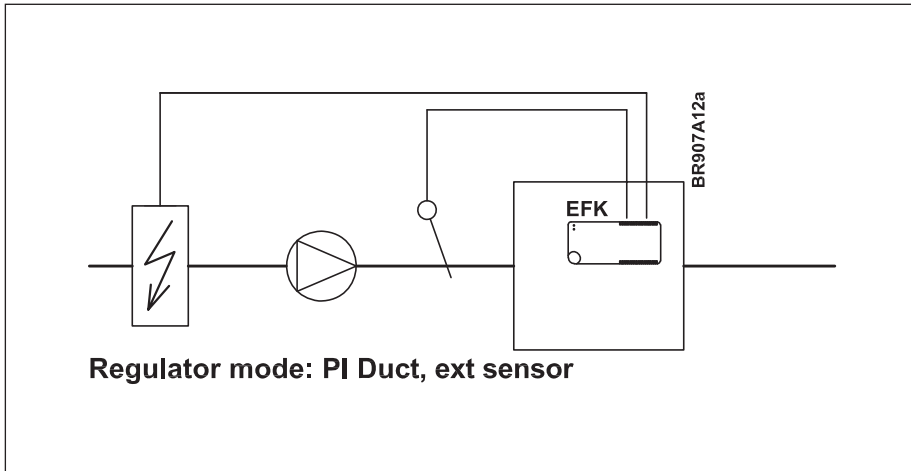 BR907A12a
EFK
Regulator mode: PI Duct, ext sensor